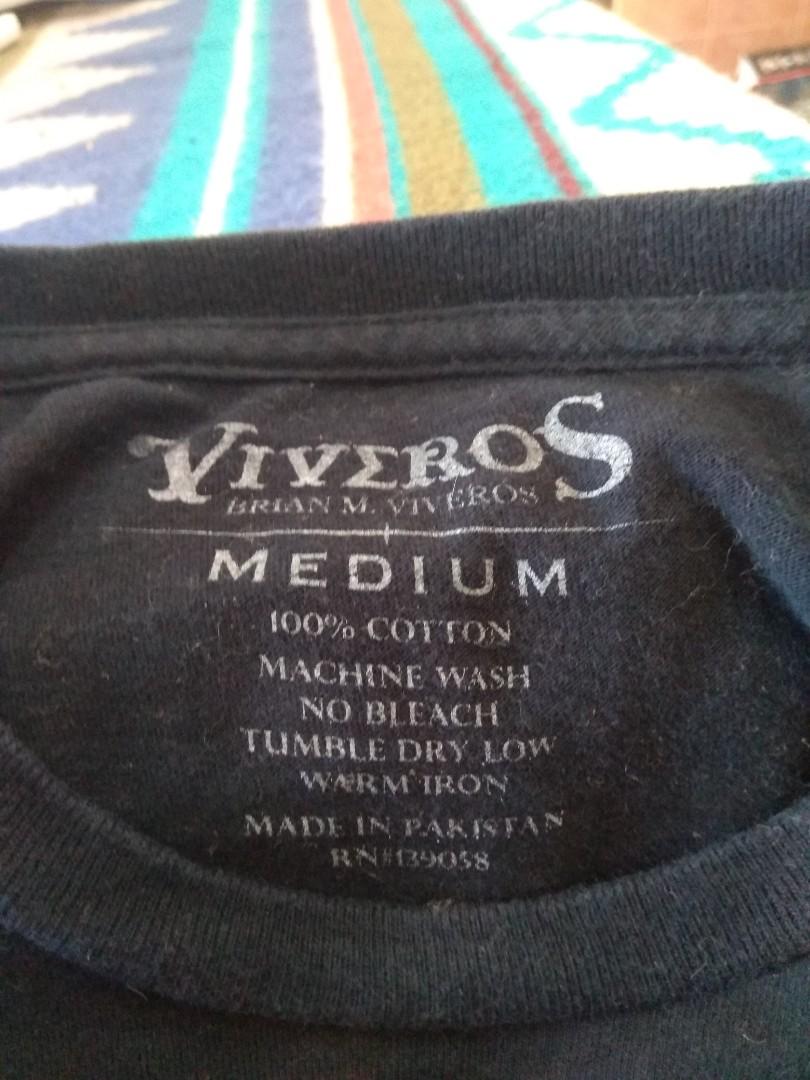 VIVEROS
BRIAN M. VIVEROS
MEDIUM
100% COTTON
MACHINE WASH
NO BLEACH
TUMBLE DRY LOW
WARM IRON
MADE IN PAKISTAN
RN#139058